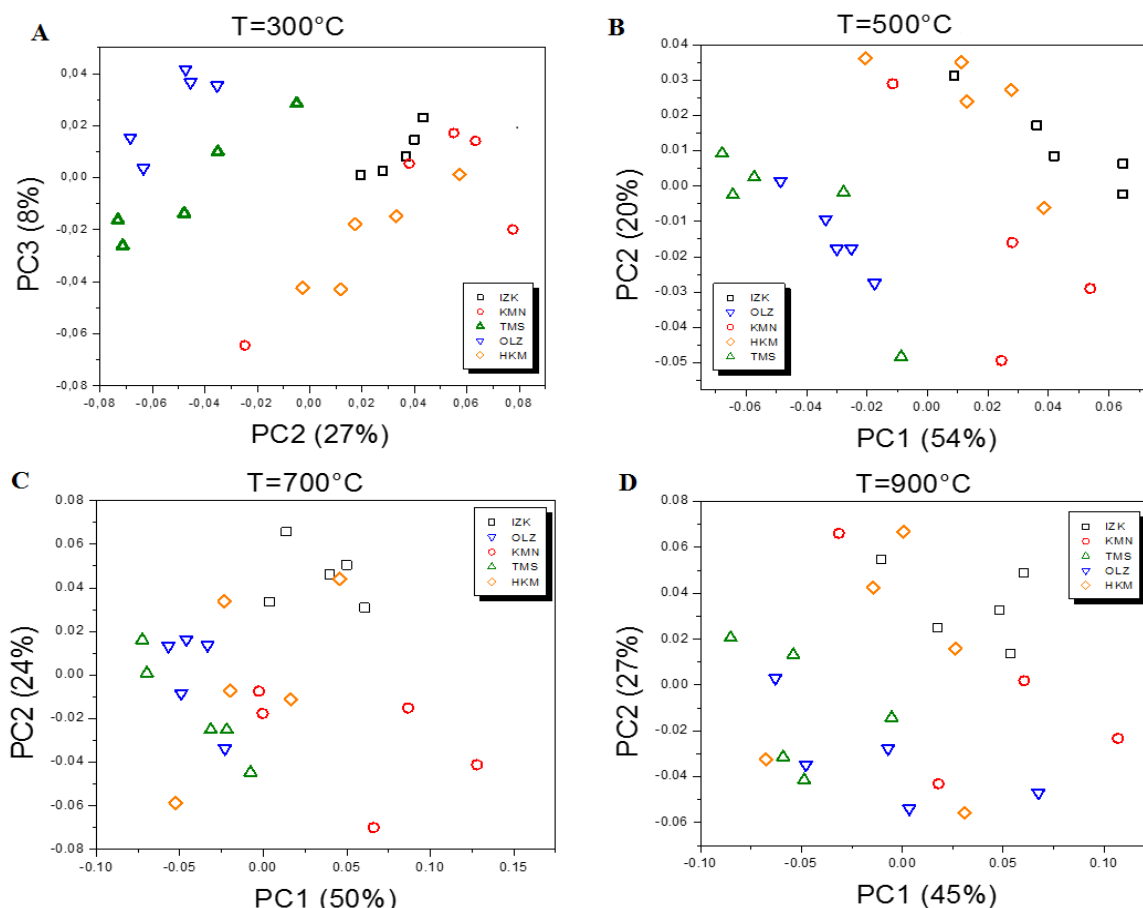 A
T=300°C
PC3 (8%)
0,04
0,02
0,00
-0,02
-0,04
-0,06
-0,08
-0,08
-0,06
-0,04
-0,02
0,00
0,02
0,04
0,06
0,08
PC2 (27%)
IZK
KMN
TMS
OLZ
HKM
B
T=500°C
PC2 (20%)
0.04
0.03
0.02
0.01
0.00
-0.01
-0.02
-0.03
-0.04
-0.05
-0.06
-0.04
-0.02
0.00
0.02
0.04
0.06
PC1 (54%)
IZK
OLZ
KMN
HKM
TMS
C
T=700°C
PC2 (24%)
0.08
0.06
0.04
0.02
0.00
-0.02
-0.04
-0.06
-0.08
-0.10
-0.05
0.00
0.05
0.10
0.15
PC1 (50%)
IZK
OLZ
KMN
TMS
HKM
D
T=900°C
PC2 (27%)
0.08
0.06
0.04
0.02
0.00
-0.02
-0.04
-0.06
-0.08
-0.10
-0.05
0.00
0.05
0.10
PC1 (45%)
IZK
KMN
TMS
OLZ
HKM